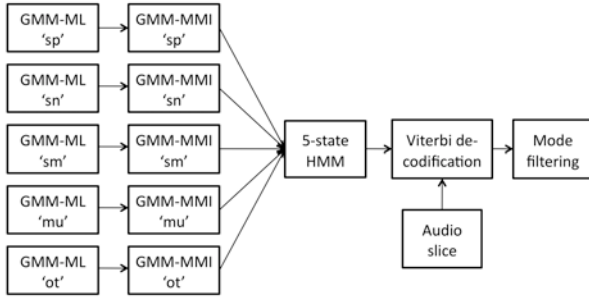 GMM-ML
‘sp’
GMM-MMI
‘sp’
GMM-ML
‘sn’
GMM-MMI
‘sn’
GMM-ML
‘sm’
GMM-MMI
‘sm’
GMM-ML
‘mu’
GMM-MMI
‘mu’
GMM-ML
‘ot’
GMM-MMI
‘ot’
5-state
HMM
Viterbi de-
codification
Mode
filtering
Audio
slice